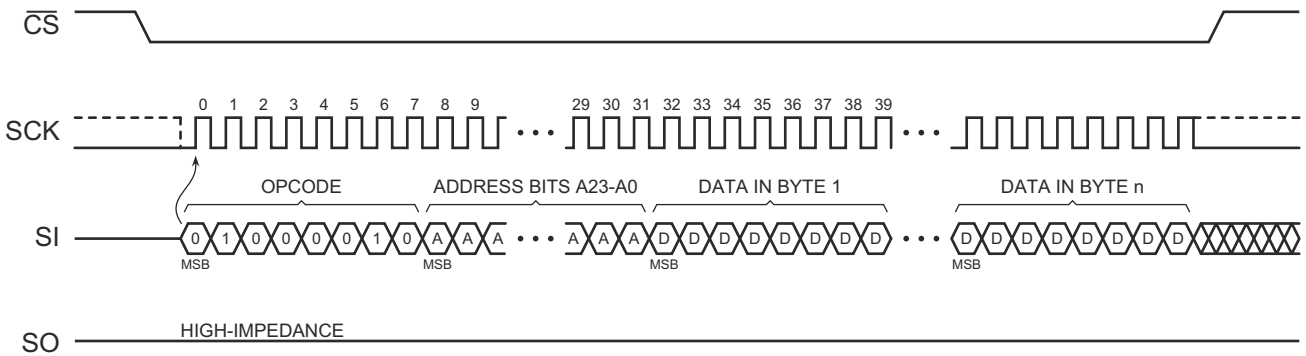 CS
SCK
0 1 2 3 4 5 6 7 8 9 29 30 31 32 33 34 35 36 37 38 39
OPCODE ADDRESS BITS A23-A0 DATA IN BYTE 1 DATA IN BYTE n
SI
0 1 0 0 0 0 1 0 A A A A A A D D D D D D D D D D D D D D D D
MSB MSB MSB MSB
HIGH-IMPEDANCE
SO